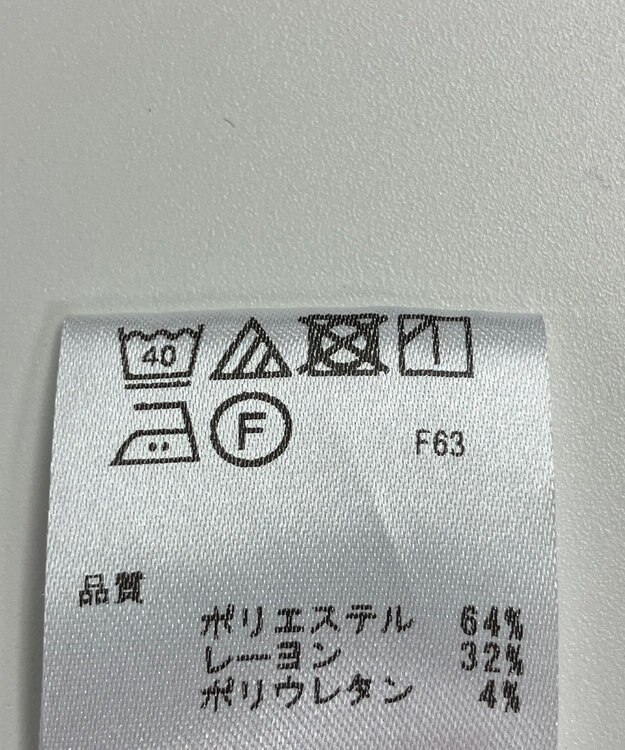 40
F F63
品質
ポリエステル 64%
レーヨン 32%
ポリウレタン 4%